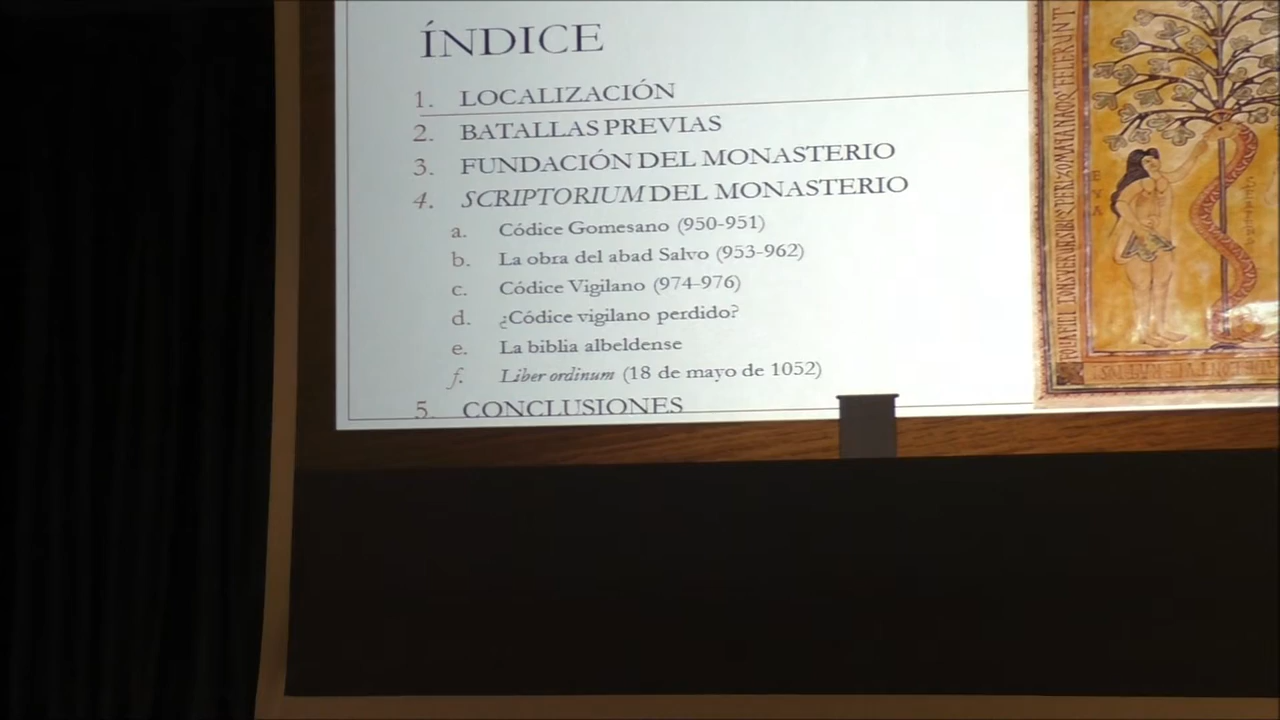 ÍNDICE
1. LOCALIZACIÓN
2. BATALLAS PREVIAS
3. FUNDACIÓN DEL MONASTERIO
4. SCRIPTORIUM DEL MONASTERIO
a. Códice Gomesano (950-951)
b. La obra del abad Salvo (953-962)
c. Códice Vigilano (974-976)
d. ¿Códice vigilano perdido?
e. La biblia albeldense
f. Liber ordinum (18 de mayo de 1052)
5. CONCLUSIONES
EVA